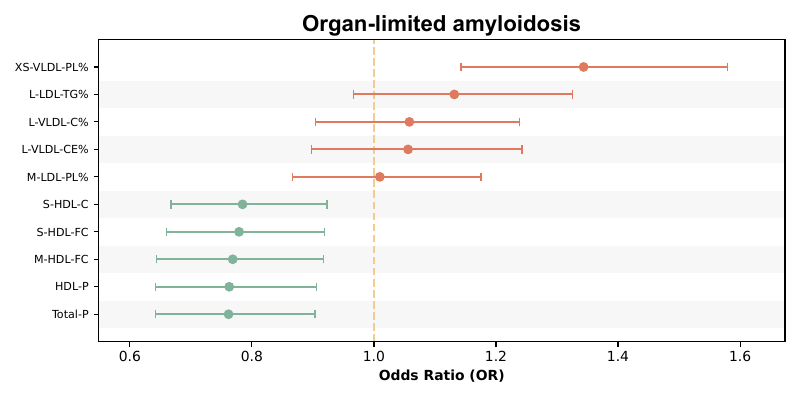 Organ-limited amyloidosis
XS-VLDL-PL%
L-LDL-TG%
L-VLDL-C%
L-VLDL-CE%
M-LDL-PL%
S-HDL-C
S-HDL-FC
M-HDL-FC
HDL-P
Total-P
0.6 0.8 1.0 1.2 1.4 1.6
Odds Ratio (OR)